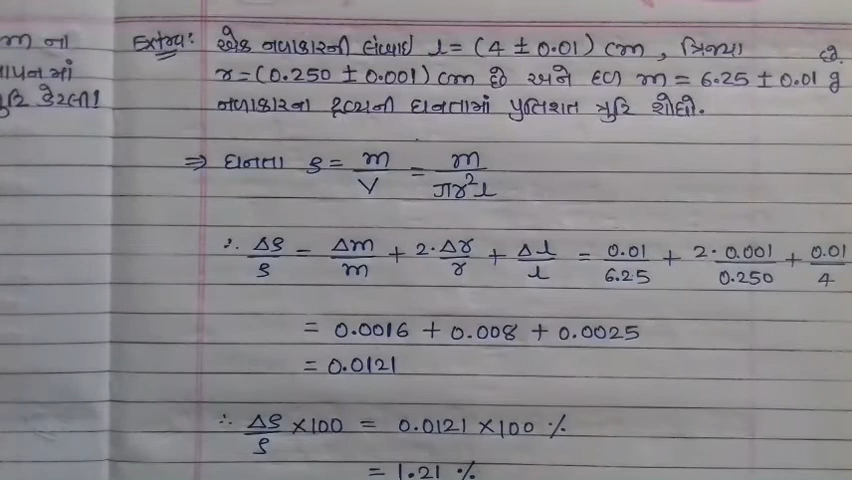 m ના
માપનમાં
ત્રુટિ કેટલી!
Extra: એક નળાકારની લંબાઈ l = (4 ± 0.01) cm, ત્રિજ્યા
r = (0.250 ± 0.001) cm છે અને દળ m = 6.25 ± 0.01 g છે.
નળાકારના દ્રવ્યની ઘનતામાં પ્રતિશત ત્રુટિ શોધો.
⇒ ઘનતા ρ = m/V = m/πr²l
∴ Δρ/ρ = Δm/m + 2·Δr/r + Δl/l = 0.01/6.25 + 2·0.001/0.250 + 0.01/4
= 0.0016 + 0.008 + 0.0025
= 0.0121
∴ Δρ/ρ ×100 = 0.0121 ×100 %
= 1.21 %